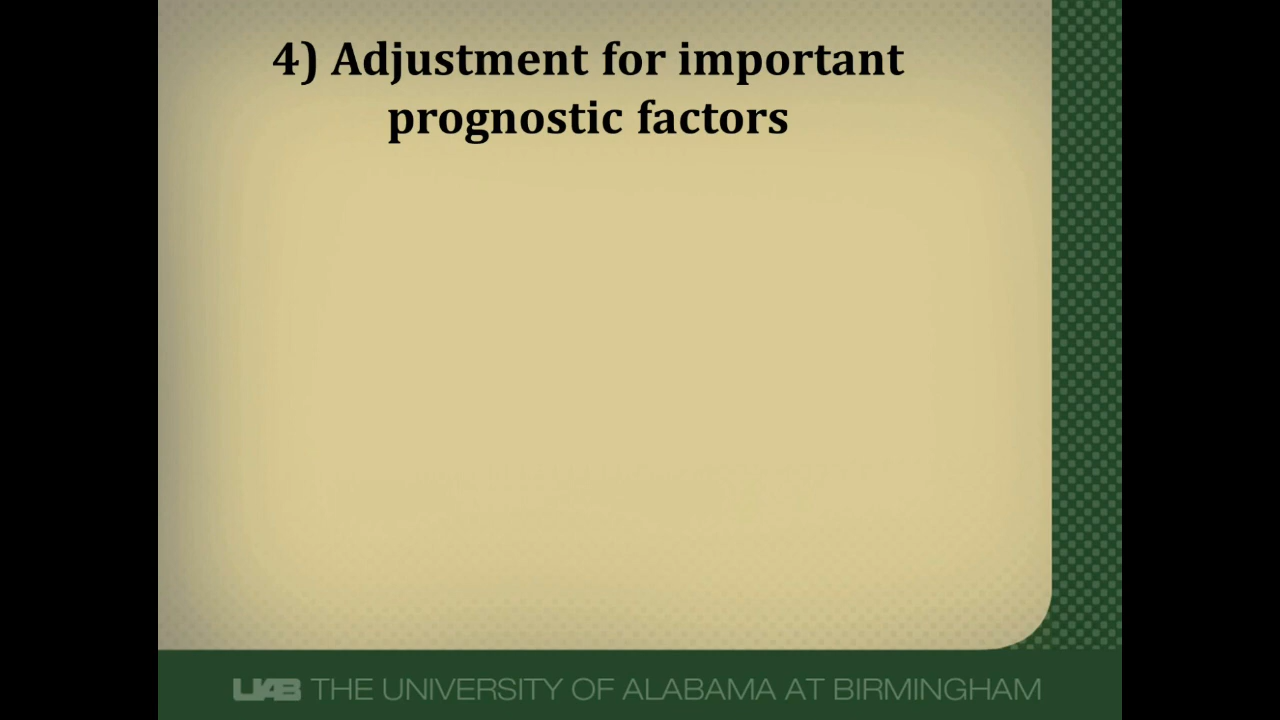 4) Adjustment for important
prognostic factors
UAB THE UNIVERSITY OF ALABAMA AT BIRMINGHAM